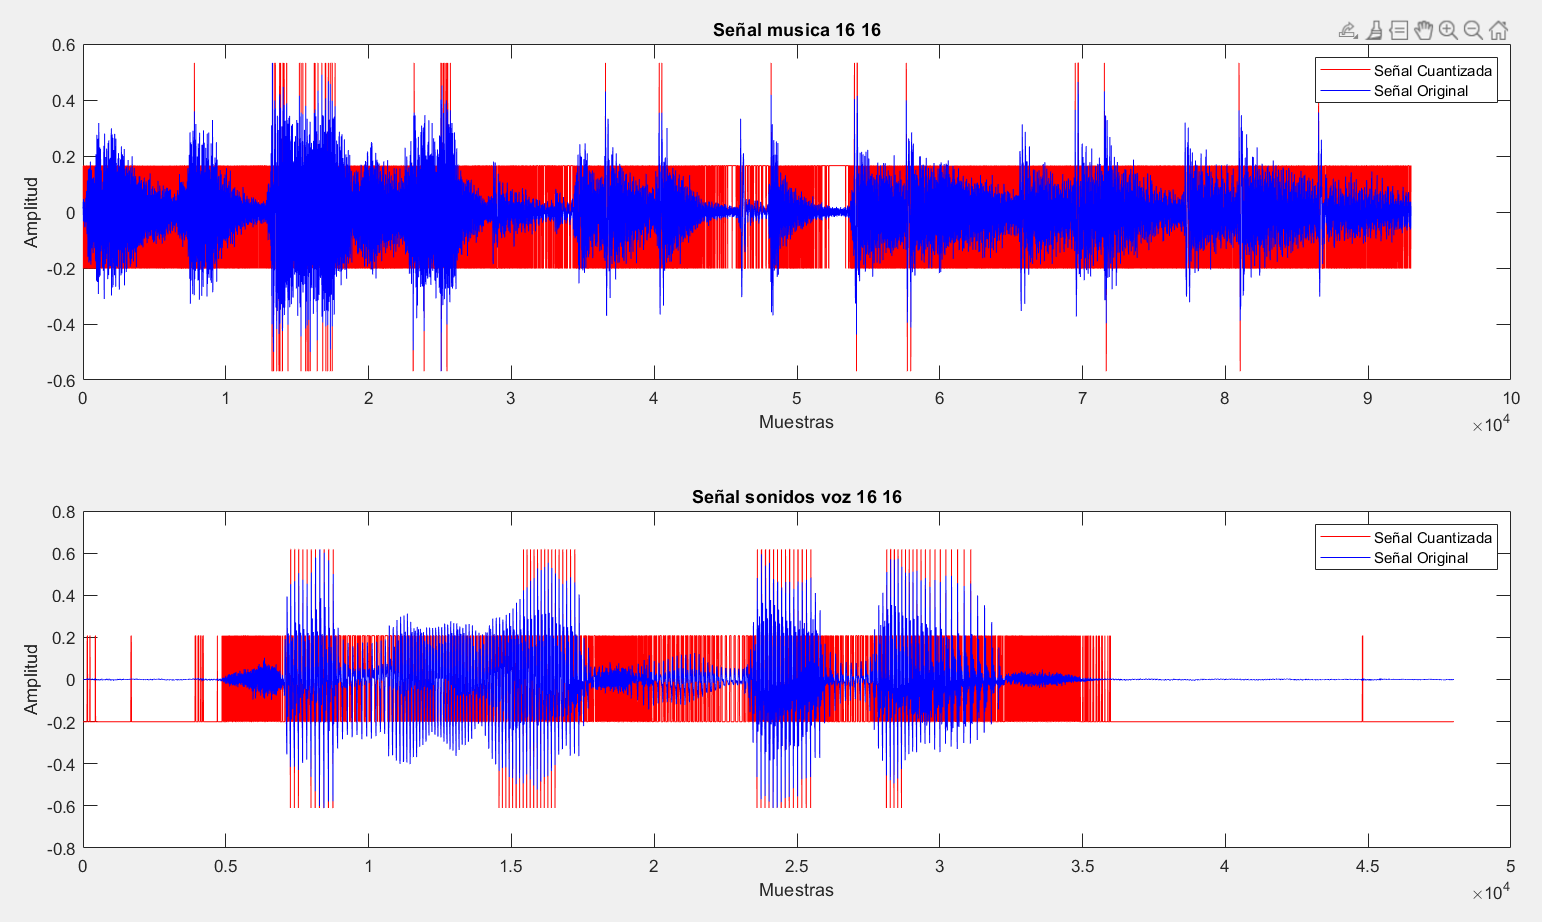 Señal musica 16 16
Señal Cuantizada
Señal Original
0.6
0.4
0.2
0
-0.2
-0.4
-0.6
Amplitud
0 1 2 3 4 5 6 7 8 9 10
Muestras
×10^4
Señal sonidos voz 16 16
Señal Cuantizada
Señal Original
0.8
0.6
0.4
0.2
0
-0.2
-0.4
-0.6
-0.8
Amplitud
0 0.5 1 1.5 2 2.5 3 3.5 4 4.5 5
Muestras
×10^4